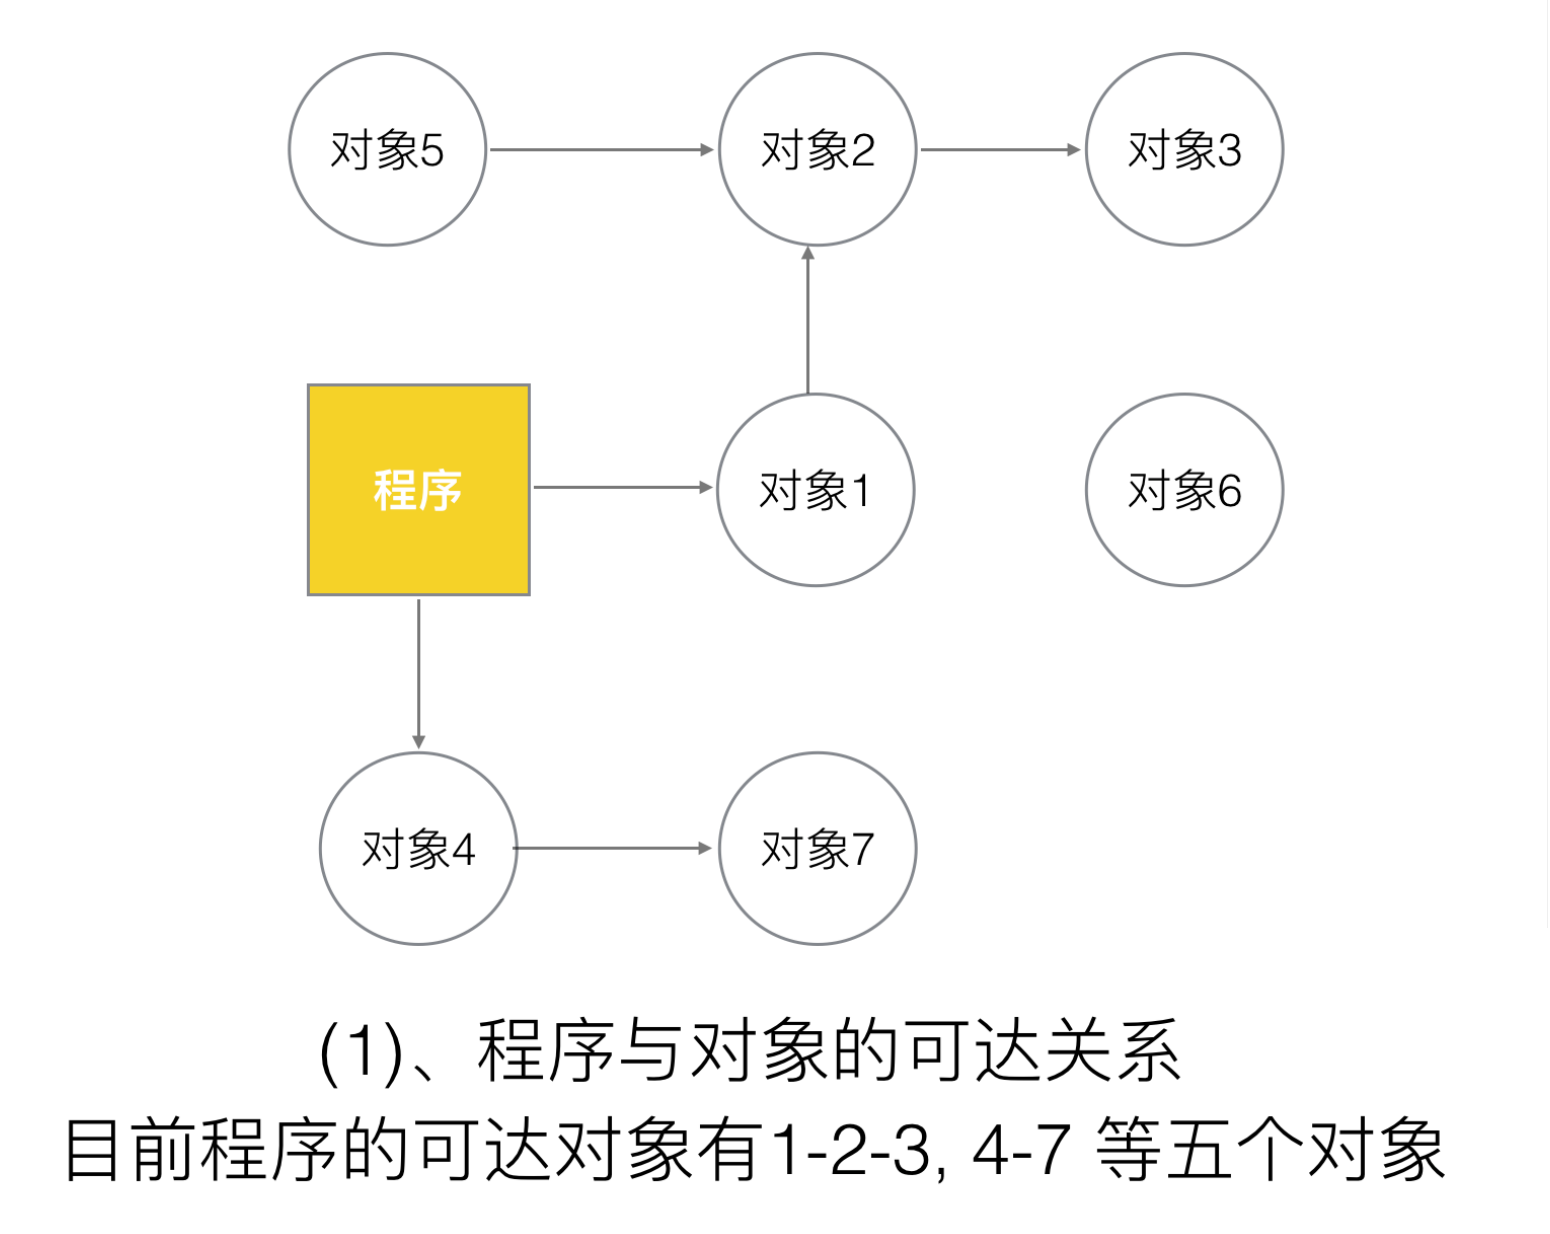 对象5
对象2
对象3
程序
对象1
对象6
对象4
对象7
(1)、程序与对象的可达关系
目前程序的可达对象有1-2-3, 4-7 等五个对象